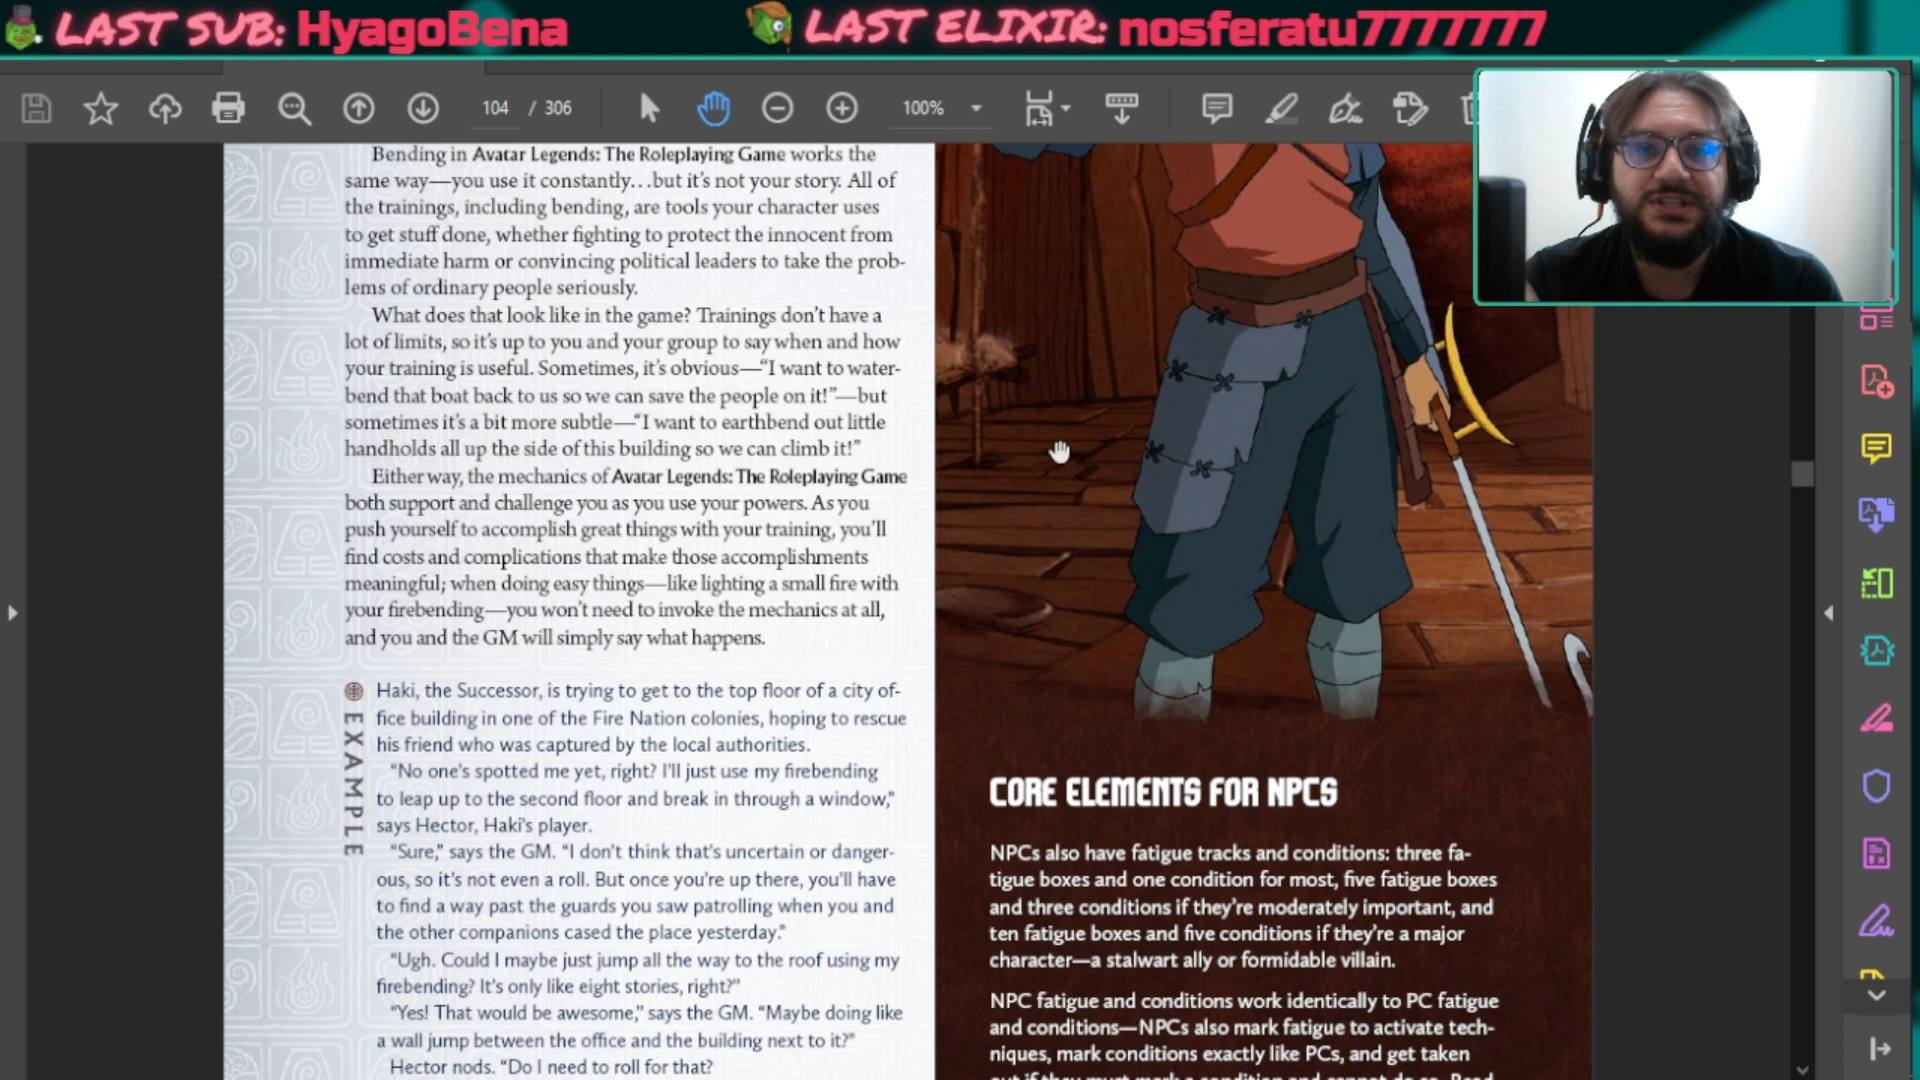 LAST SUB: HyagoBena
LAST ELIXIR: nosferatu7777777
104 / 306
100%
Bending in Avatar Legends: The Roleplaying Game works the
same way—you use it constantly…but it's not your story. All of
the trainings, including bending, are tools your character uses
to get stuff done, whether fighting to protect the innocent from
immediate harm or convincing political leaders to take the prob-
lems of ordinary people seriously.
What does that look like in the game? Trainings don't have a
lot of limits, so it's up to you and your group to say when and how
your training is useful. Sometimes, it's obvious—“I want to water-
bend that boat back to us so we can save the people on it!”—but
sometimes it's a bit more subtle—“I want to earthbend out little
handholds all up the side of this building so we can climb it!”
Either way, the mechanics of Avatar Legends: The Roleplaying Game
both support and challenge you as you use your powers. As you
push yourself to accomplish great things with your training, you'll
find costs and complications that make those accomplishments
meaningful; when doing easy things—like lighting a small fire with
your firebending—you won't need to invoke the mechanics at all,
and you and the GM will simply say what happens.
EXAMPLE
Haki, the Successor, is trying to get to the top floor of a city of-
fice building in one of the Fire Nation colonies, hoping to rescue
his friend who was captured by the local authorities.
“No one's spotted me yet, right? I'll just use my firebending
to leap up to the second floor and break in through a window,”
says Hector, Haki's player.
“Sure,” says the GM. “I don't think that's uncertain or danger-
ous, so it's not even a roll. But once you're up there, you'll have
to find a way past the guards you saw patrolling when you and
the other companions cased the place yesterday.”
“Ugh. Could I maybe just jump all the way to the roof using my
firebending? It's only like eight stories, right?”
“Yes! That would be awesome,” says the GM. “Maybe doing like
a wall jump between the office and the building next to it?”
Hector nods. “Do I need to roll for that?
CORE ELEMENTS FOR NPCS
NPCs also have fatigue tracks and conditions: three fa-
tigue boxes and one condition for most, five fatigue boxes
and three conditions if they're moderately important, and
ten fatigue boxes and five conditions if they're a major
character—a stalwart ally or formidable villain.
NPC fatigue and conditions work identically to PC fatigue
and conditions—NPCs also mark fatigue to activate tech-
niques, mark conditions exactly like PCs, and get taken